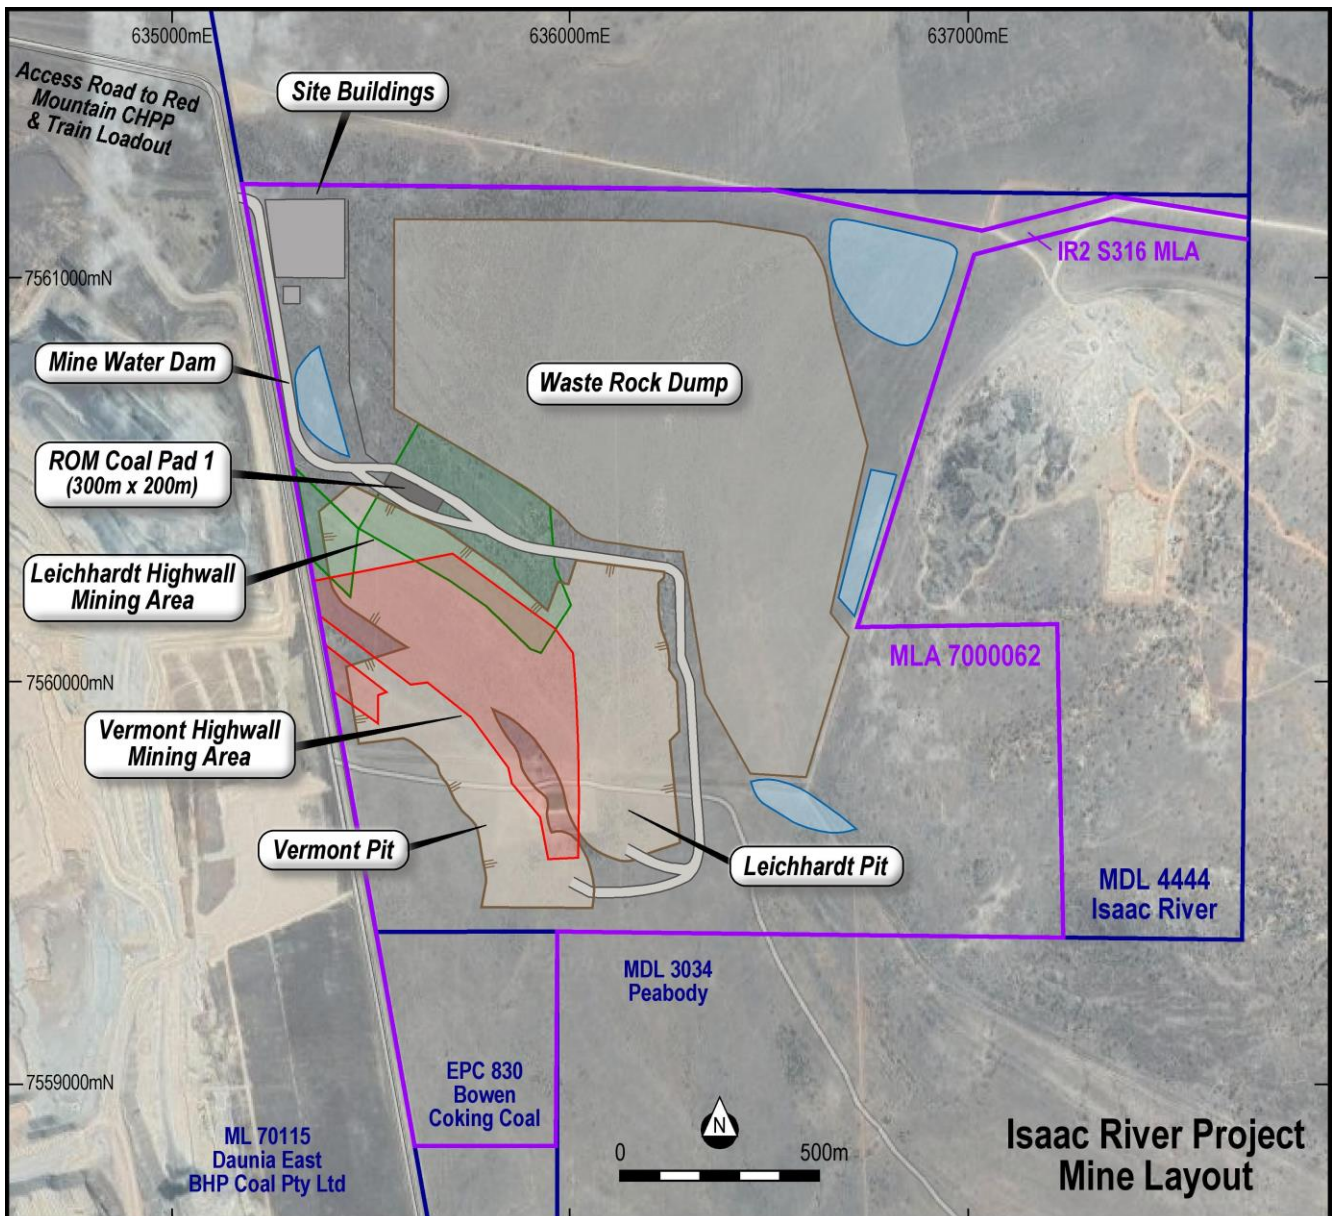 635000mE
636000mE
637000mE
Access Road to Red
Mountain CHPP
& Train Loadout
Site Buildings
IR2 S316 MLA
7561000mN
Mine Water Dam
Waste Rock Dump
ROM Coal Pad 1
(300m x 200m)
Leichhardt Highwall
Mining Area
MLA 7000062
7560000mN
Vermont Highwall
Mining Area
Vermont Pit
Leichhardt Pit
MDL 4444
Isaac River
MDL 3034
Peabody
EPC 830
Bowen
Coking Coal
7559000mN
ML 70115
Daunia East
BHP Coal Pty Ltd
N
0
500m
Isaac River Project
Mine Layout